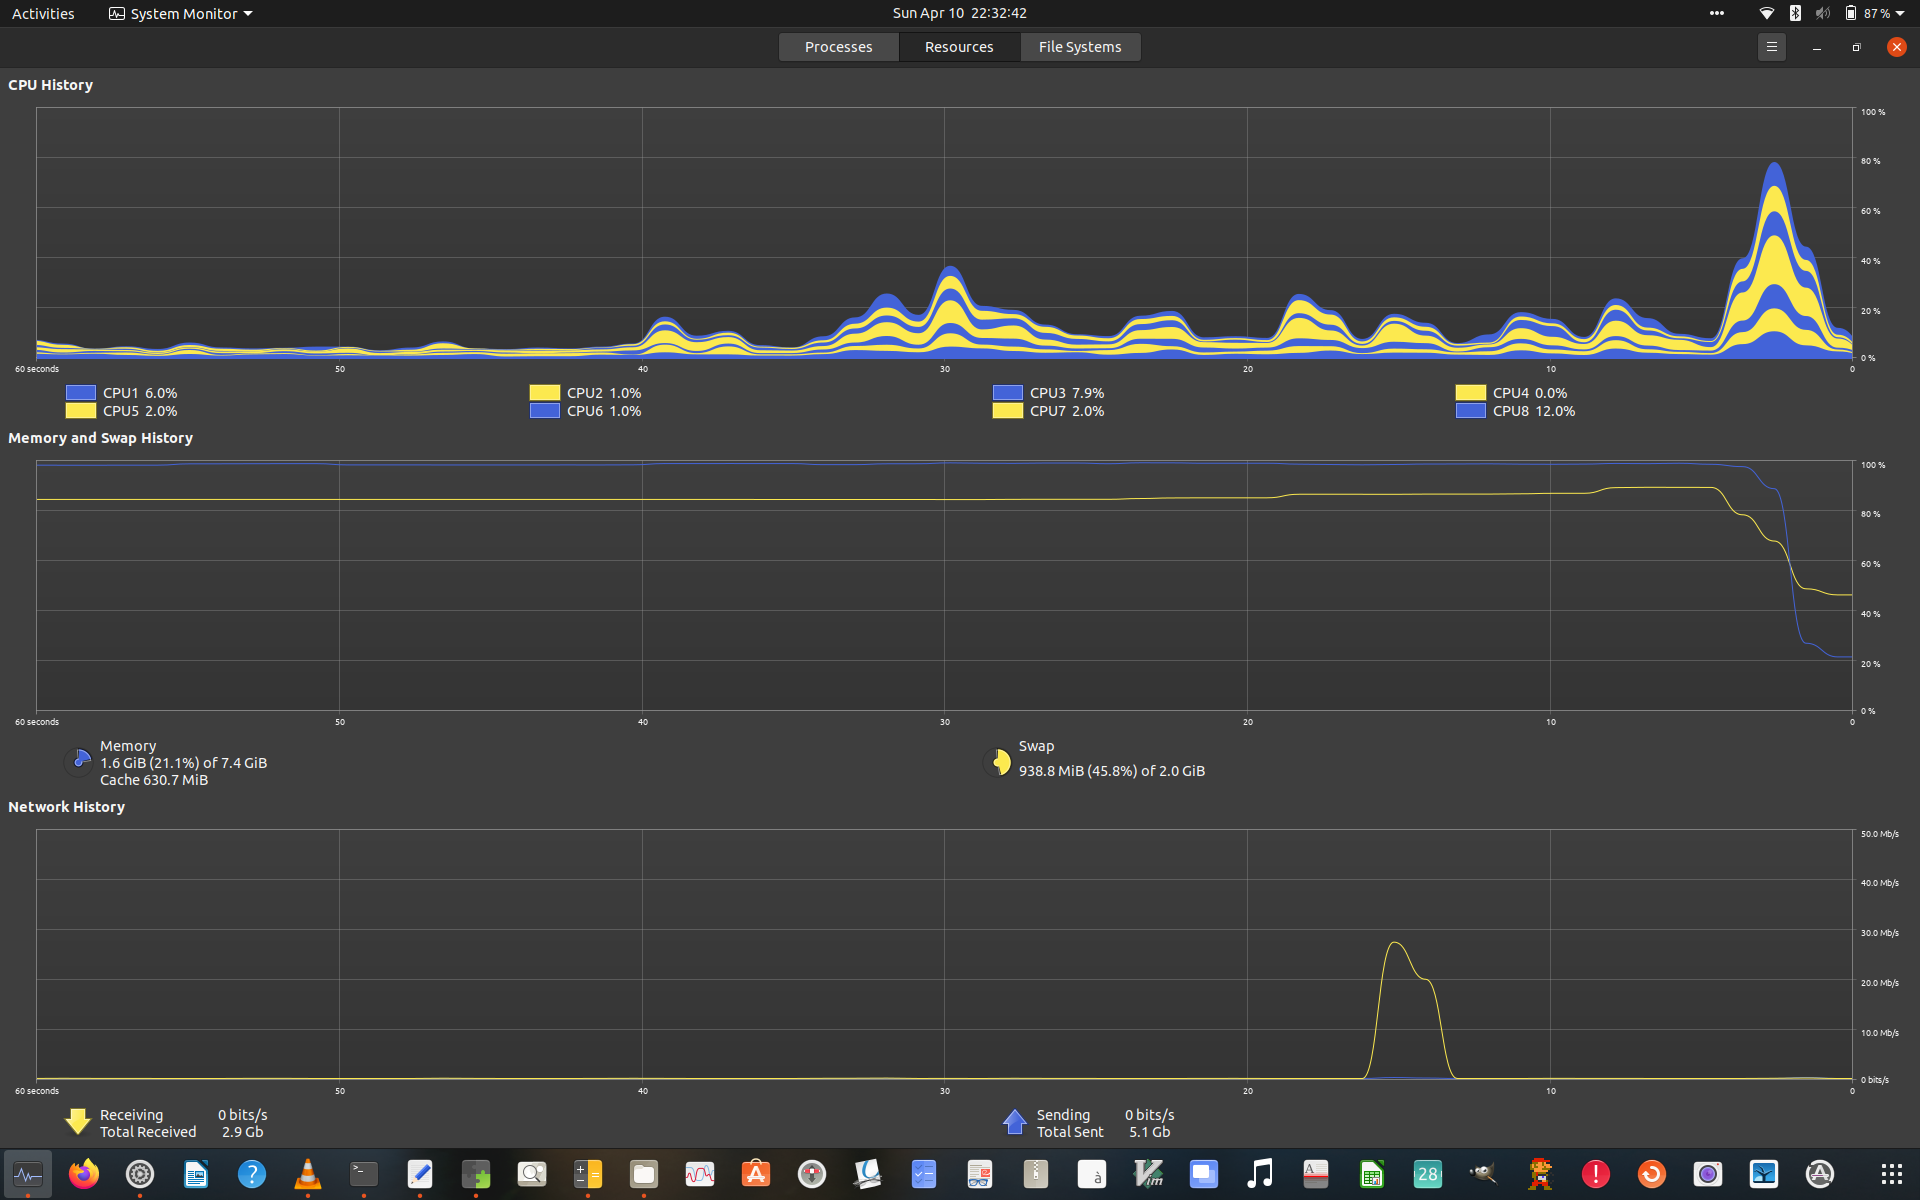 Activities System Monitor Sun Apr 10 22:32:42 87 %
Processes Resources File Systems
CPU History
100 %
80 %
60 %
40 %
20 %
0 %
60 seconds 50 40 30 20 10 0
CPU1 6.0% CPU2 1.0% CPU3 7.9% CPU4 0.0%
CPU5 2.0% CPU6 1.0% CPU7 2.0% CPU8 12.0%
Memory and Swap History
100 %
80 %
60 %
40 %
20 %
0 %
60 seconds 50 40 30 20 10 0
Memory
1.6 GiB (21.1%) of 7.4 GiB
Cache 630.7 MiB
Swap
938.8 MiB (45.8%) of 2.0 GiB
Network History
50.0 Mb/s
40.0 Mb/s
30.0 Mb/s
20.0 Mb/s
10.0 Mb/s
0 bits/s
60 seconds 50 40 30 20 10 0
Receiving 0 bits/s Sending 0 bits/s
Total Received 2.9 Gb Total Sent 5.1 Gb
? >_ à Vim A 28 !